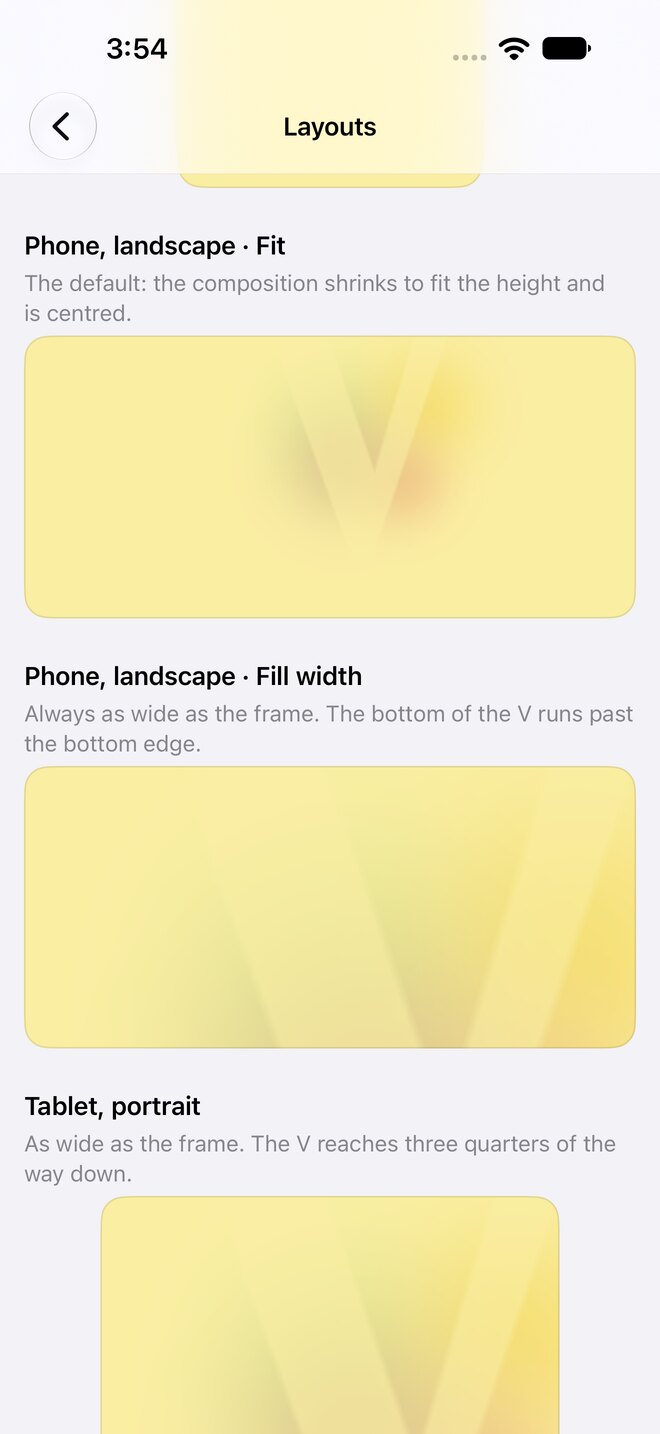 3:54
Layouts
Phone, landscape · Fit
The default: the composition shrinks to fit the height and
is centred.
Phone, landscape · Fill width
Always as wide as the frame. The bottom of the V runs past
the bottom edge.
Tablet, portrait
As wide as the frame. The V reaches three quarters of the
way down.